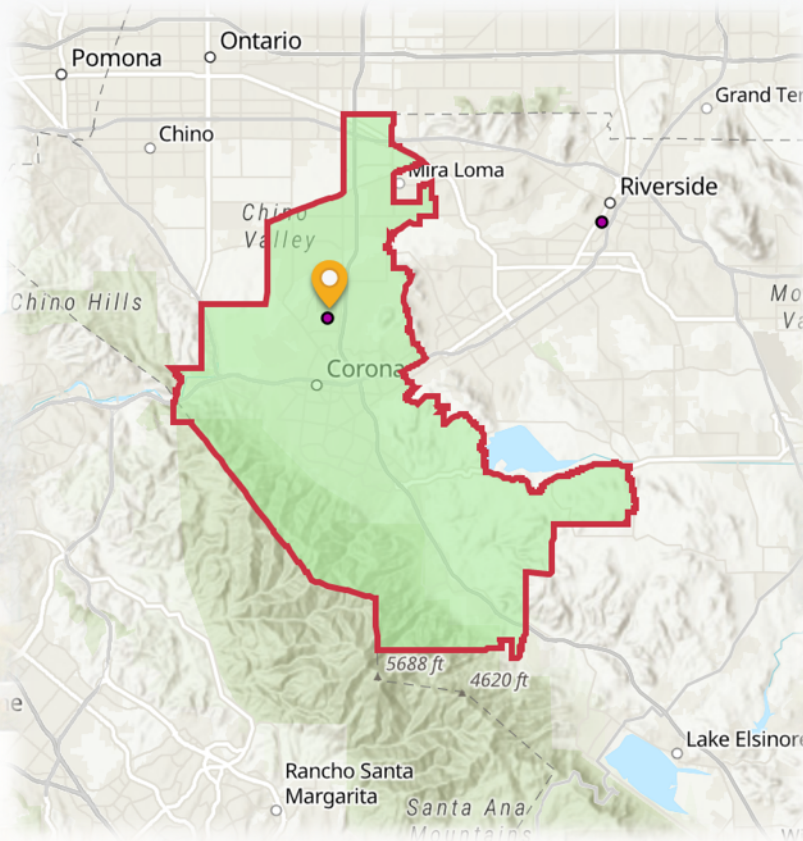 Ontario
Pomona
Grand Ter
Chino
Mira Loma
Riverside
Chino
Valley
Chino Hills
Mo
Va
Corona
5688 ft
4620 ft
e
Lake Elsinore
Rancho Santa
Margarita
Santa Ana
Mountains